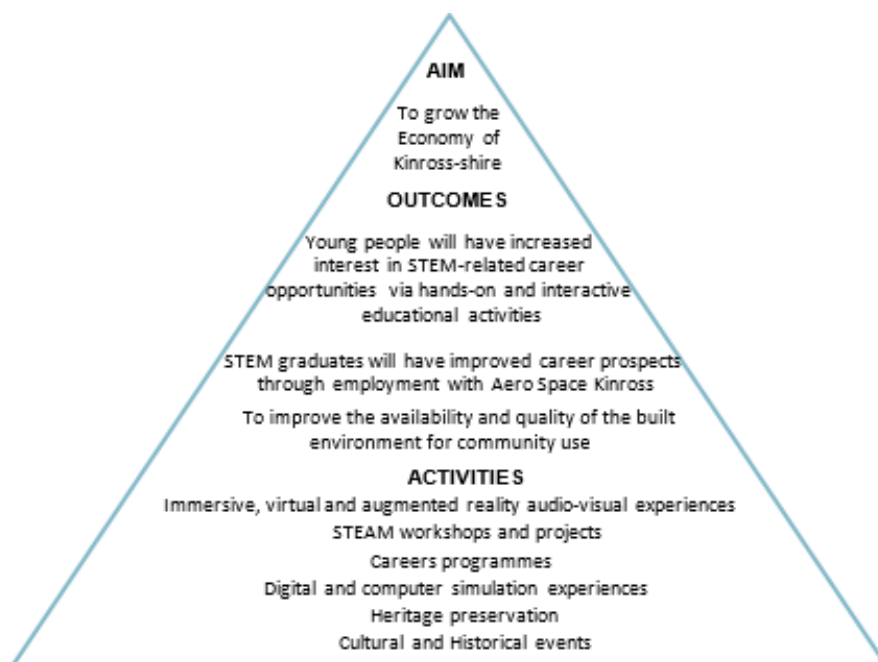 AIM
To grow the
Economy of
Kinross-shire
OUTCOMES
Young people will have increased
interest in STEM-related career
opportunities via hands-on and interactive
educational activities
STEM graduates will have improved career prospects
through employment with Aero Space Kinross
To improve the availability and quality of the built
environment for community use
ACTIVITIES
Immersive, virtual and augmented reality audio-visual experiences
STEAM workshops and projects
Careers programmes
Digital and computer simulation experiences
Heritage preservation
Cultural and Historical events